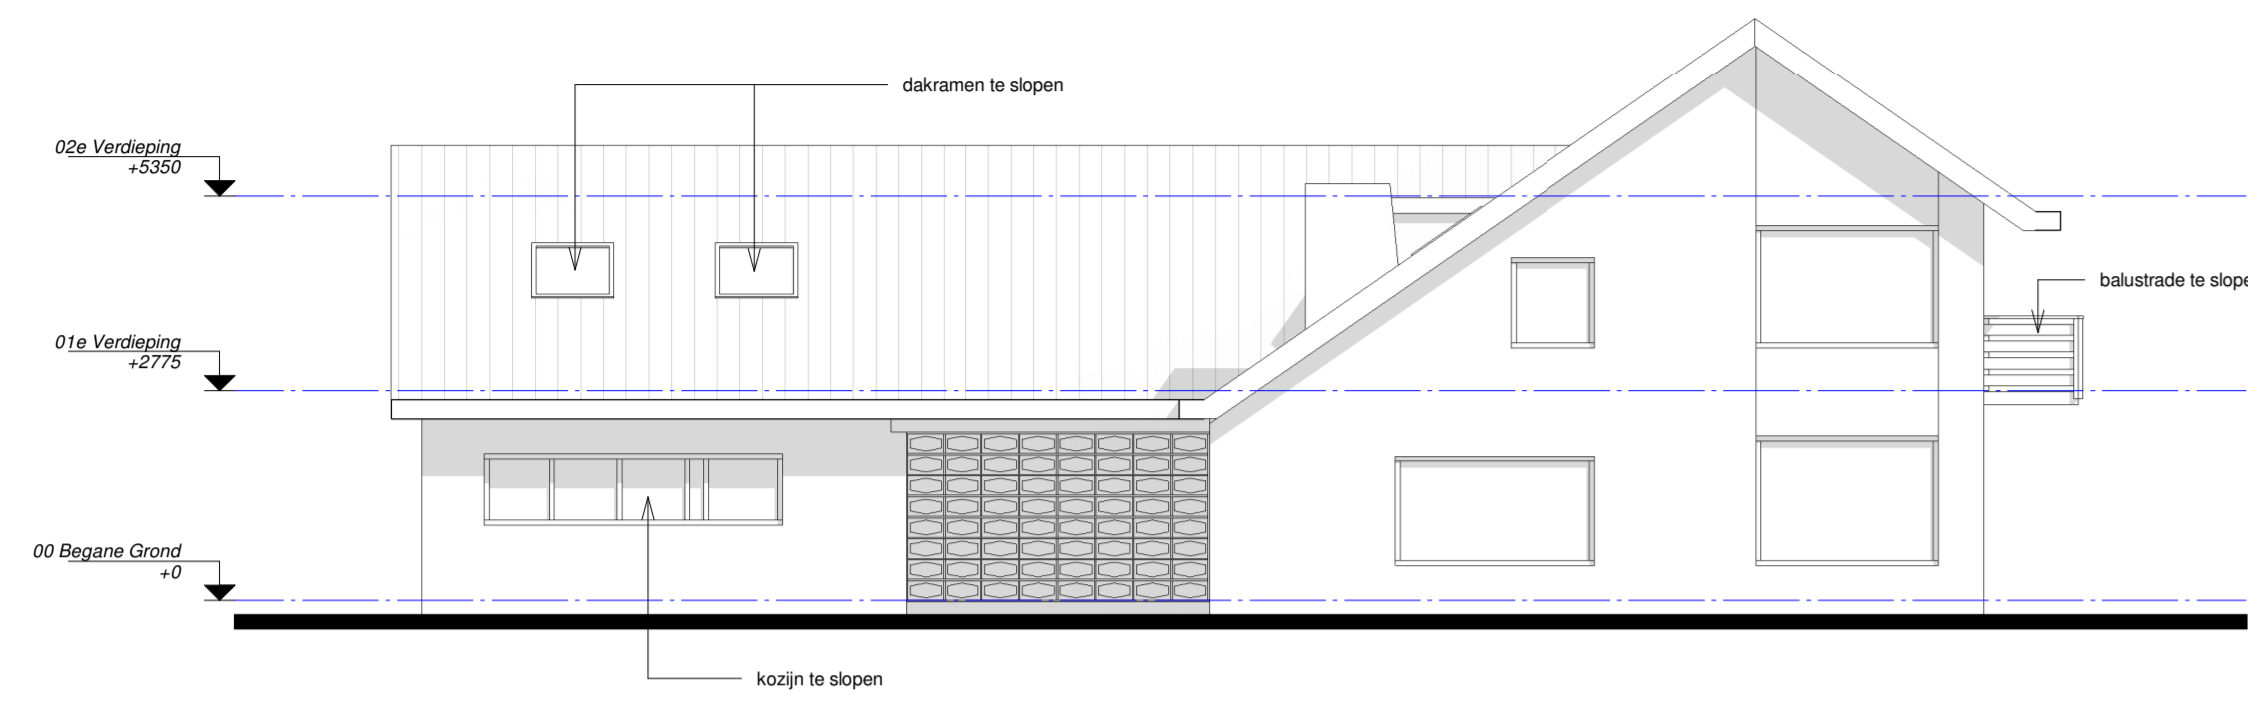 dakramen te slopen
02e Verdieping
+5350
balustrade te slope
01e Verdieping
+2775
00 Begane Grond
+0
kozijn te slopen